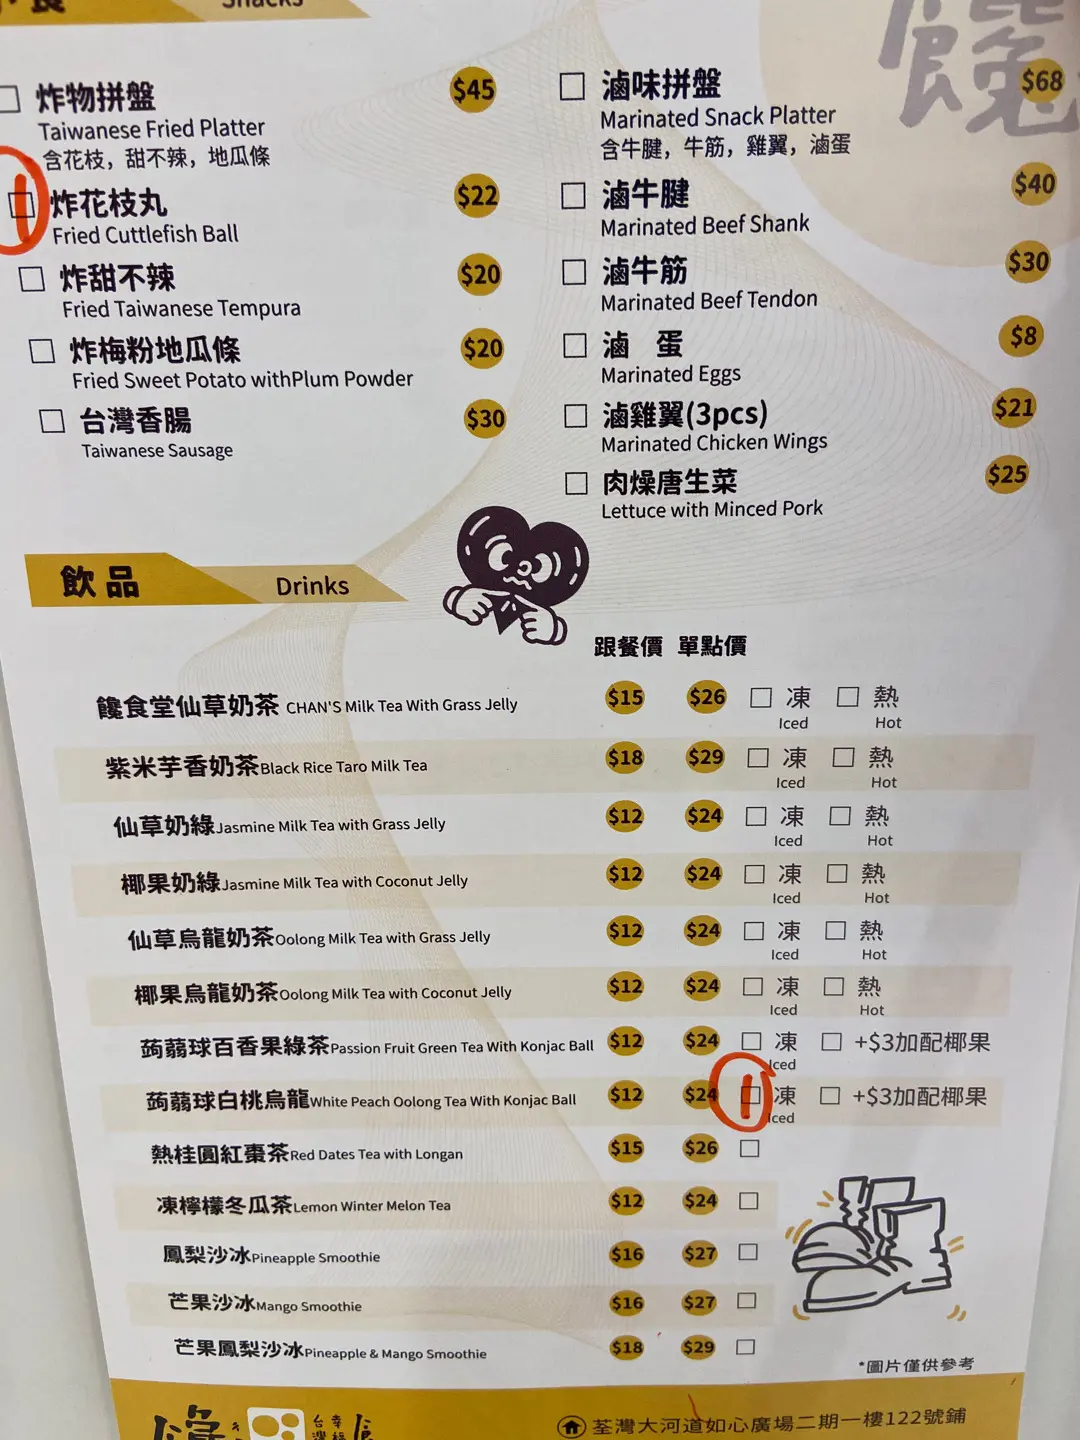 小食 Snacks
炸物拼盤 $45
Taiwanese Fried Platter
含花枝，甜不辣，地瓜條
1 炸花枝丸 $22
Fried Cuttlefish Ball
炸甜不辣 $20
Fried Taiwanese Tempura
炸梅粉地瓜條 $20
Fried Sweet Potato withPlum Powder
台灣香腸 $30
Taiwanese Sausage
饞
滷味拼盤 $68
Marinated Snack Platter
含牛腱，牛筋，雞翼，滷蛋
滷牛腱 $40
Marinated Beef Shank
滷牛筋 $30
Marinated Beef Tendon
滷 蛋 $8
Marinated Eggs
滷雞翼(3pcs) $21
Marinated Chicken Wings
肉燥唐生菜 $25
Lettuce with Minced Pork
飲品 Drinks
跟餐價 單點價
饞食堂仙草奶茶 CHAN'S Milk Tea With Grass Jelly $15 $26 凍 熱
Iced Hot
紫米芋香奶茶Black Rice Taro Milk Tea $18 $29 凍 熱
Iced Hot
仙草奶綠Jasmine Milk Tea with Grass Jelly $12 $24 凍 熱
Iced Hot
椰果奶綠Jasmine Milk Tea with Coconut Jelly $12 $24 凍 熱
Iced Hot
仙草烏龍奶茶Oolong Milk Tea with Grass Jelly $12 $24 凍 熱
Iced Hot
椰果烏龍奶茶Oolong Milk Tea with Coconut Jelly $12 $24 凍 熱
Iced Hot
蒟蒻球百香果綠茶Passion Fruit Green Tea With Konjac Ball $12 $24 凍 +$3加配椰果
Iced
蒟蒻球白桃烏龍White Peach Oolong Tea With Konjac Ball $12 $24 1 凍 +$3加配椰果
Iced
熱桂圓紅棗茶Red Dates Tea with Longan $15 $26
凍檸檬冬瓜茶Lemon Winter Melon Tea $12 $24
鳳梨沙冰Pineapple Smoothie $16 $27
芒果沙冰Mango Smoothie $16 $27
芒果鳳梨沙冰Pineapple & Mango Smoothie $18 $29
*圖片僅供參考
荃灣大河道如心廣場二期一樓122號鋪